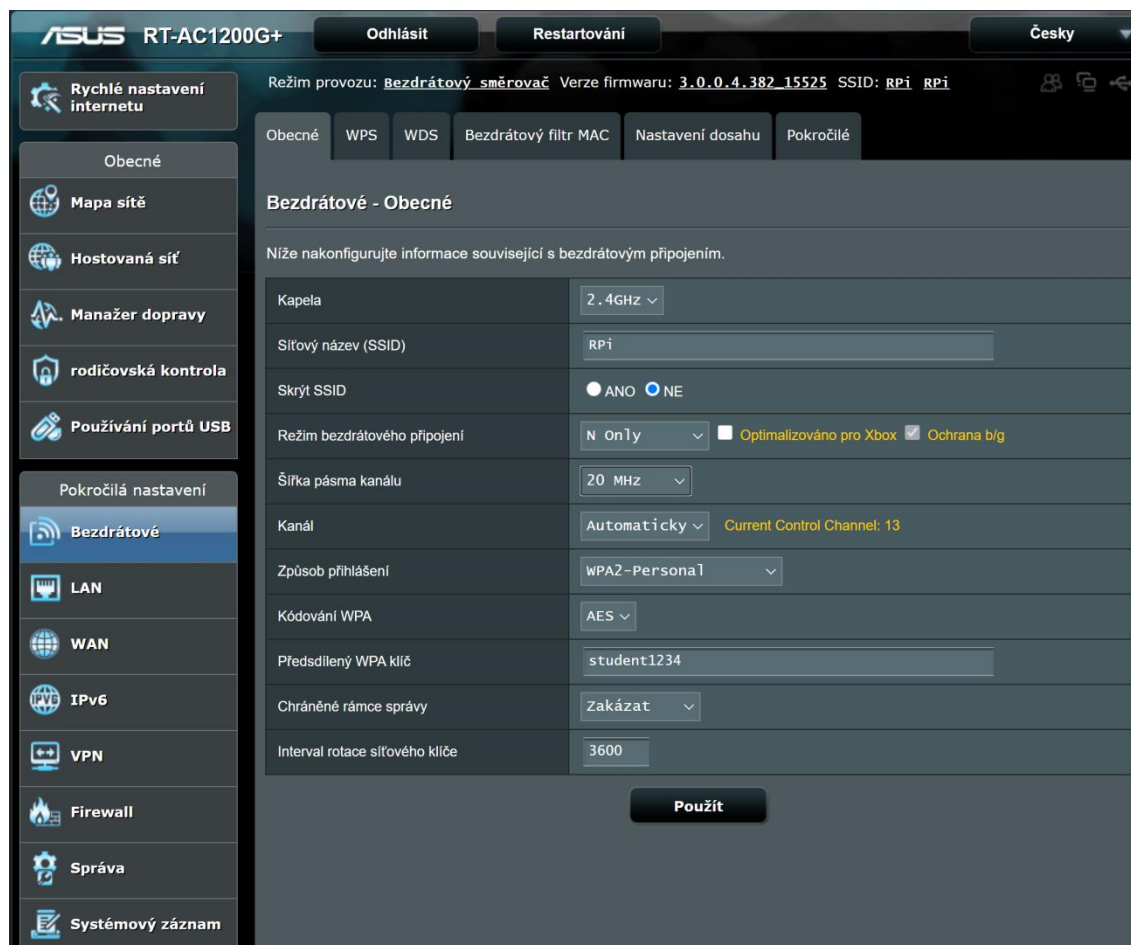 ASUS RT-AC1200G+ Odhlásit Restartování Česky
Rychlé nastavení
internetu
Obecné
Mapa sítě
Hostovaná síť
Manažer dopravy
rodičovská kontrola
Používání portů USB
Pokročilá nastavení
Bezdrátové
LAN
WAN
IPv6
VPN
Firewall
Správa
Systémový záznam
Režim provozu: Bezdrátový směrovač Verze firmwaru: 3.0.0.4.382_15525 SSID: RPi RPi
Obecné WPS WDS Bezdrátový filtr MAC Nastavení dosahu Pokročilé
Bezdrátové - Obecné
Níže nakonfigurujte informace související s bezdrátovým připojením.
Kapela 2.4GHz
Síťový název (SSID) RPi
Skrýt SSID ANO NE
Režim bezdrátového připojení N Only Optimalizováno pro Xbox Ochrana b/g
Šířka pásma kanálu 20 MHz
Kanál Automaticky Current Control Channel: 13
Způsob přihlášení WPA2-Personal
Kódování WPA AES
Předsdílený WPA klíč student1234
Chráněné rámce správy Zakázat
Interval rotace síťového klíče 3600
Použít